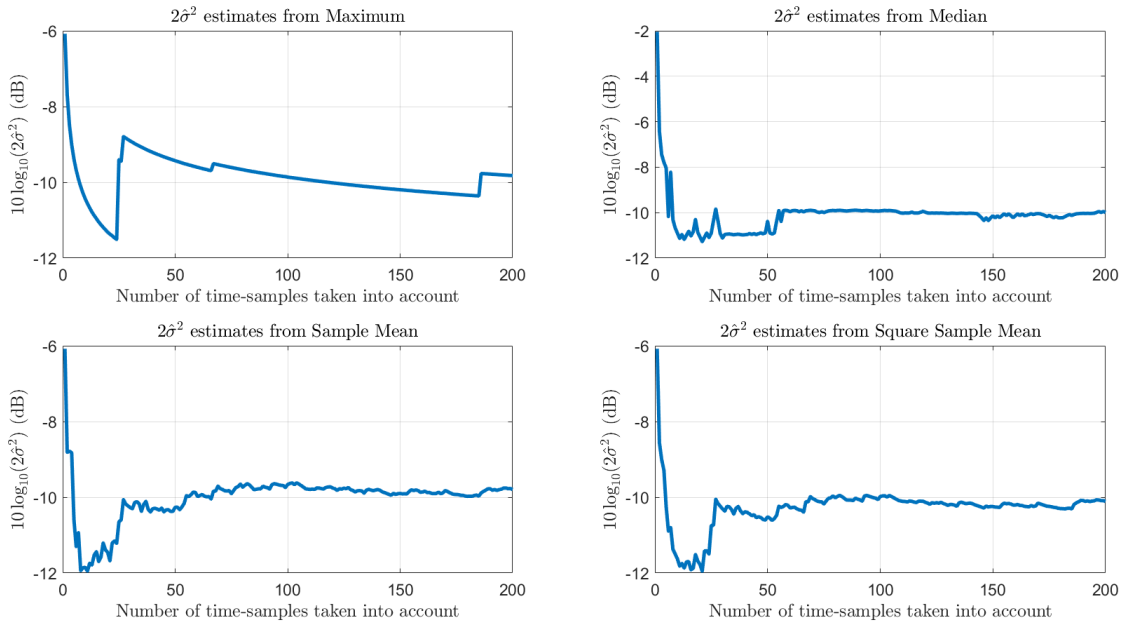 2σ̂² estimates from Maximum
10 log₁₀(2σ̂²) (dB)
-6
-8
-10
-12
0 50 100 150 200
Number of time-samples taken into account
2σ̂² estimates from Median
10 log₁₀(2σ̂²) (dB)
-2
-4
-6
-8
-10
-12
0 50 100 150 200
Number of time-samples taken into account
2σ̂² estimates from Sample Mean
10 log₁₀(2σ̂²) (dB)
-6
-8
-10
-12
0 50 100 150 200
Number of time-samples taken into account
2σ̂² estimates from Square Sample Mean
10 log₁₀(2σ̂²) (dB)
-6
-8
-10
-12
0 50 100 150 200
Number of time-samples taken into account